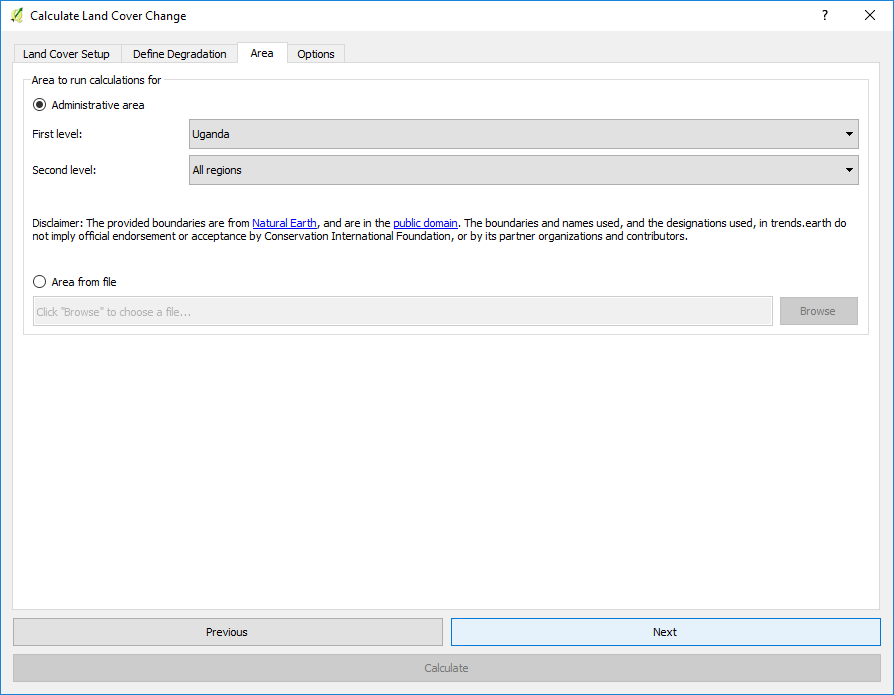 Calculate Land Cover Change
?
Land Cover Setup
Define Degradation
Area
Options
Area to run calculations for
Administrative area
First level:
Uganda
Second level:
All regions
Disclaimer: The provided boundaries are from Natural Earth, and are in the public domain. The boundaries and names used, and the designations used, in trends.earth do
not imply official endorsement or acceptance by Conservation International Foundation, or by its partner organizations and contributors.
Area from file
Click "Browse" to choose a file...
Browse
Previous
Next
Calculate